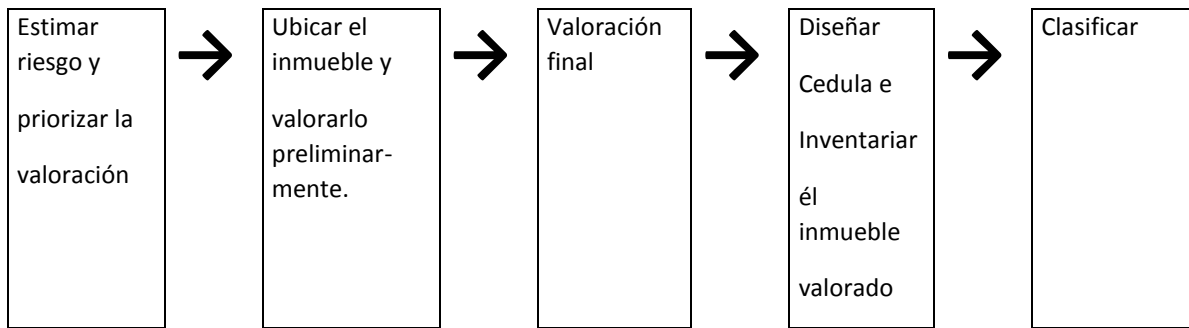 Estimar
riesgo y
priorizar la
valoración
Ubicar el
inmueble y
valorarlo
preliminar-
mente.
Valoración
final
Diseñar
Cedula e
Inventariar
él
inmueble
valorado
Clasificar